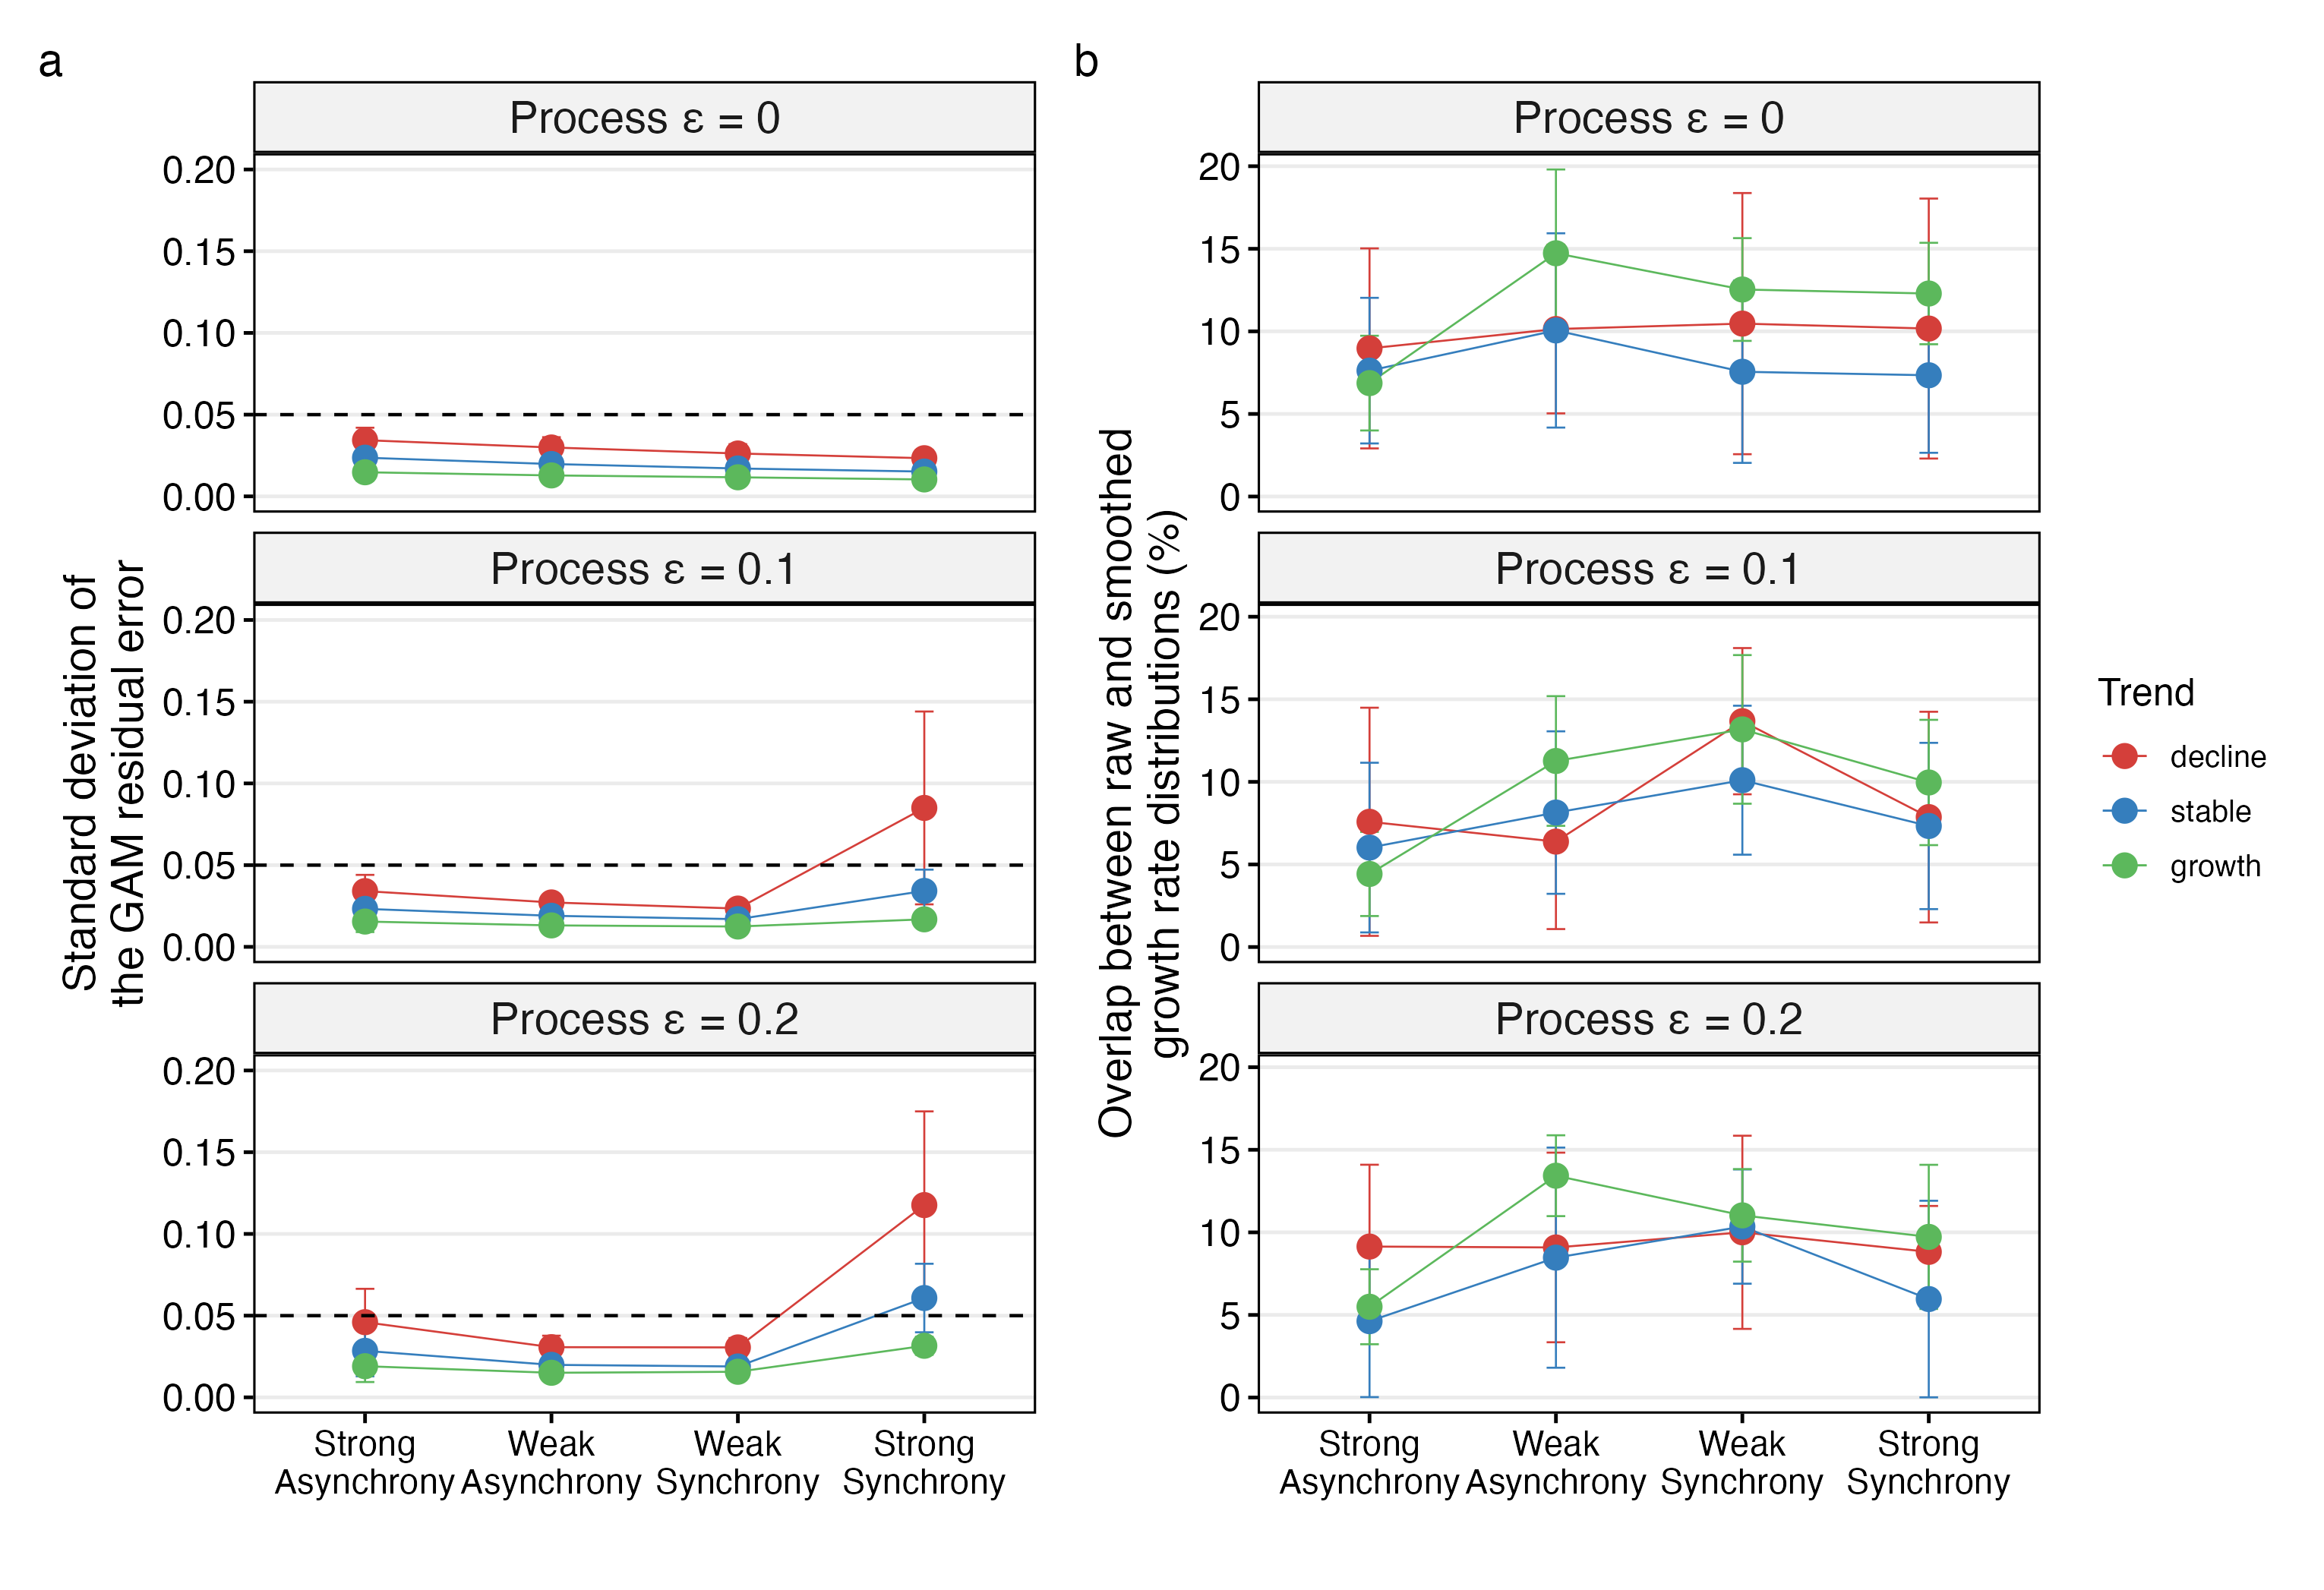 a
Standard deviation of
the GAM residual error
Process ε = 0
0.20
0.15
0.10
0.05
0.00
Process ε = 0.1
0.20
0.15
0.10
0.05
0.00
Process ε = 0.2
0.20
0.15
0.10
0.05
0.00
Strong Weak Weak Strong
Asynchrony Asynchrony Synchrony Synchrony
b
Overlap between raw and smoothed
growth rate distributions (%)
Process ε = 0
20
15
10
5
0
Process ε = 0.1
20
15
10
5
0
Process ε = 0.2
20
15
10
5
0
Strong Weak Weak Strong
Asynchrony Asynchrony Synchrony Synchrony
Trend
decline
stable
growth